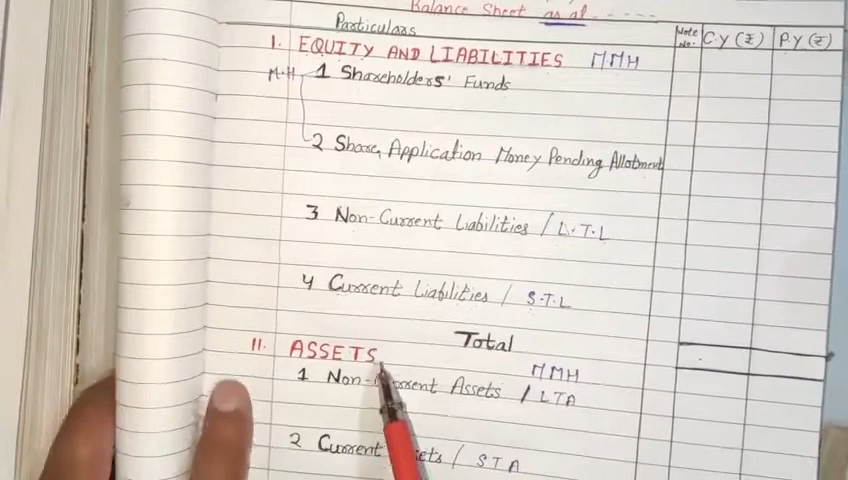 Balance Sheet as at -----
Particulars Note No. C.Y (₹) P.Y (₹)
I. EQUITY AND LIABILITIES MMH
M.H 1 Shareholders' Funds
2 Share Application Money Pending Allotment
3 Non-Current Liabilities / L.T.L
4 Current Liabilities / S.T.L
Total
II. ASSETS
MMH
1 Non- Assets / LTA
2 Current / STA